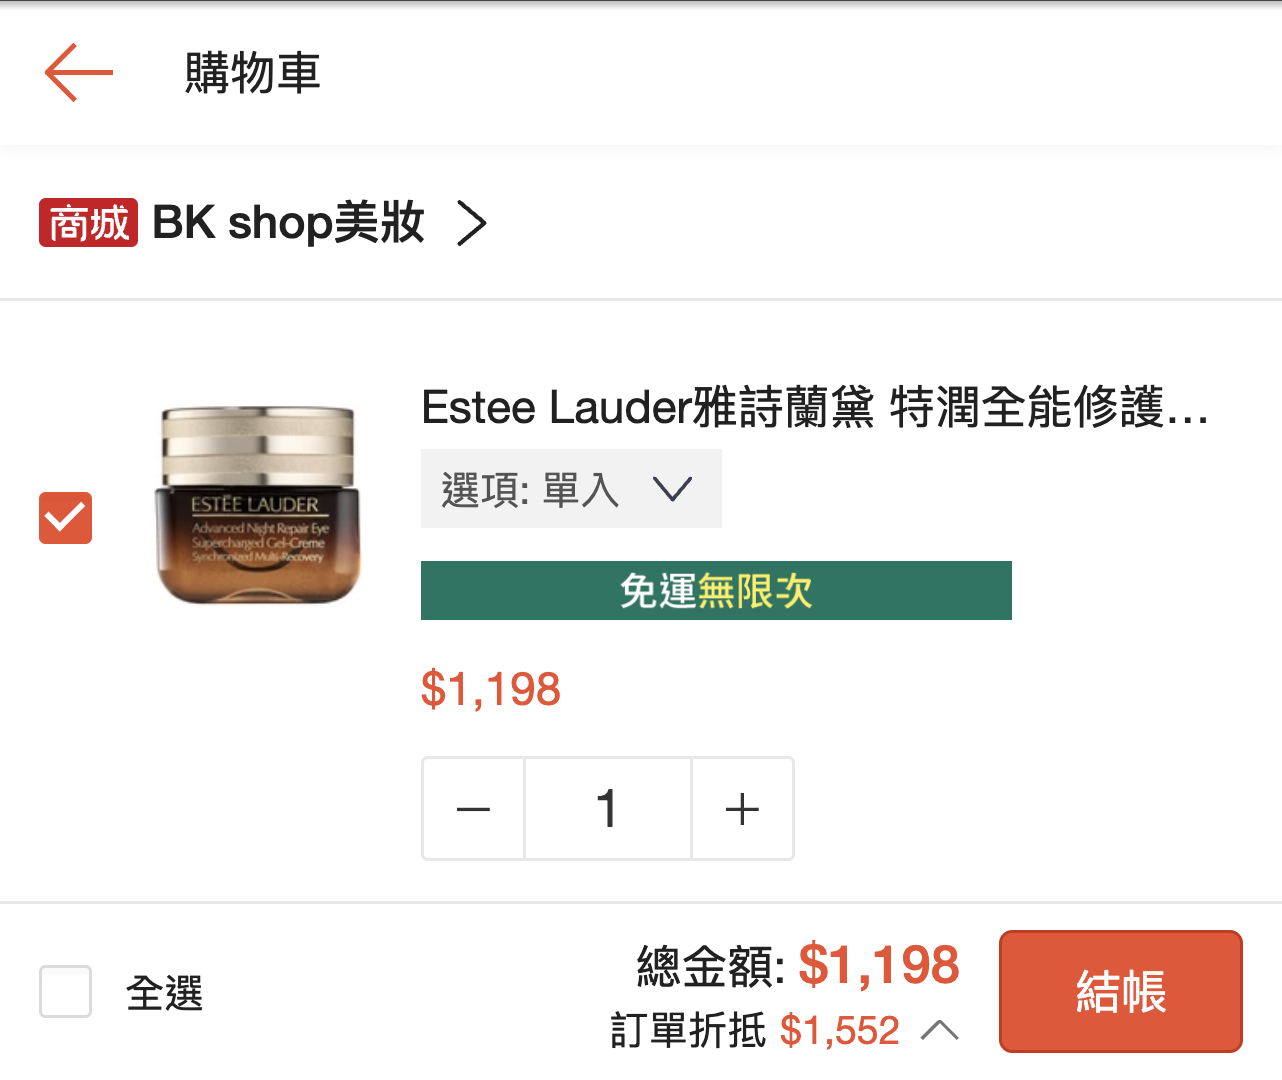 購物車
商城 BK shop美妝
Estee Lauder雅詩蘭黛 特潤全能修護...
ESTĒE LAUDER
Advanced Night Repair Eye
Supercharged Gel-Creme
Synchronized Multi-Recovery
選項: 單入
免運無限次
$1,198
1
總金額: $1,198
全選
訂單折抵 $1,552
結帳